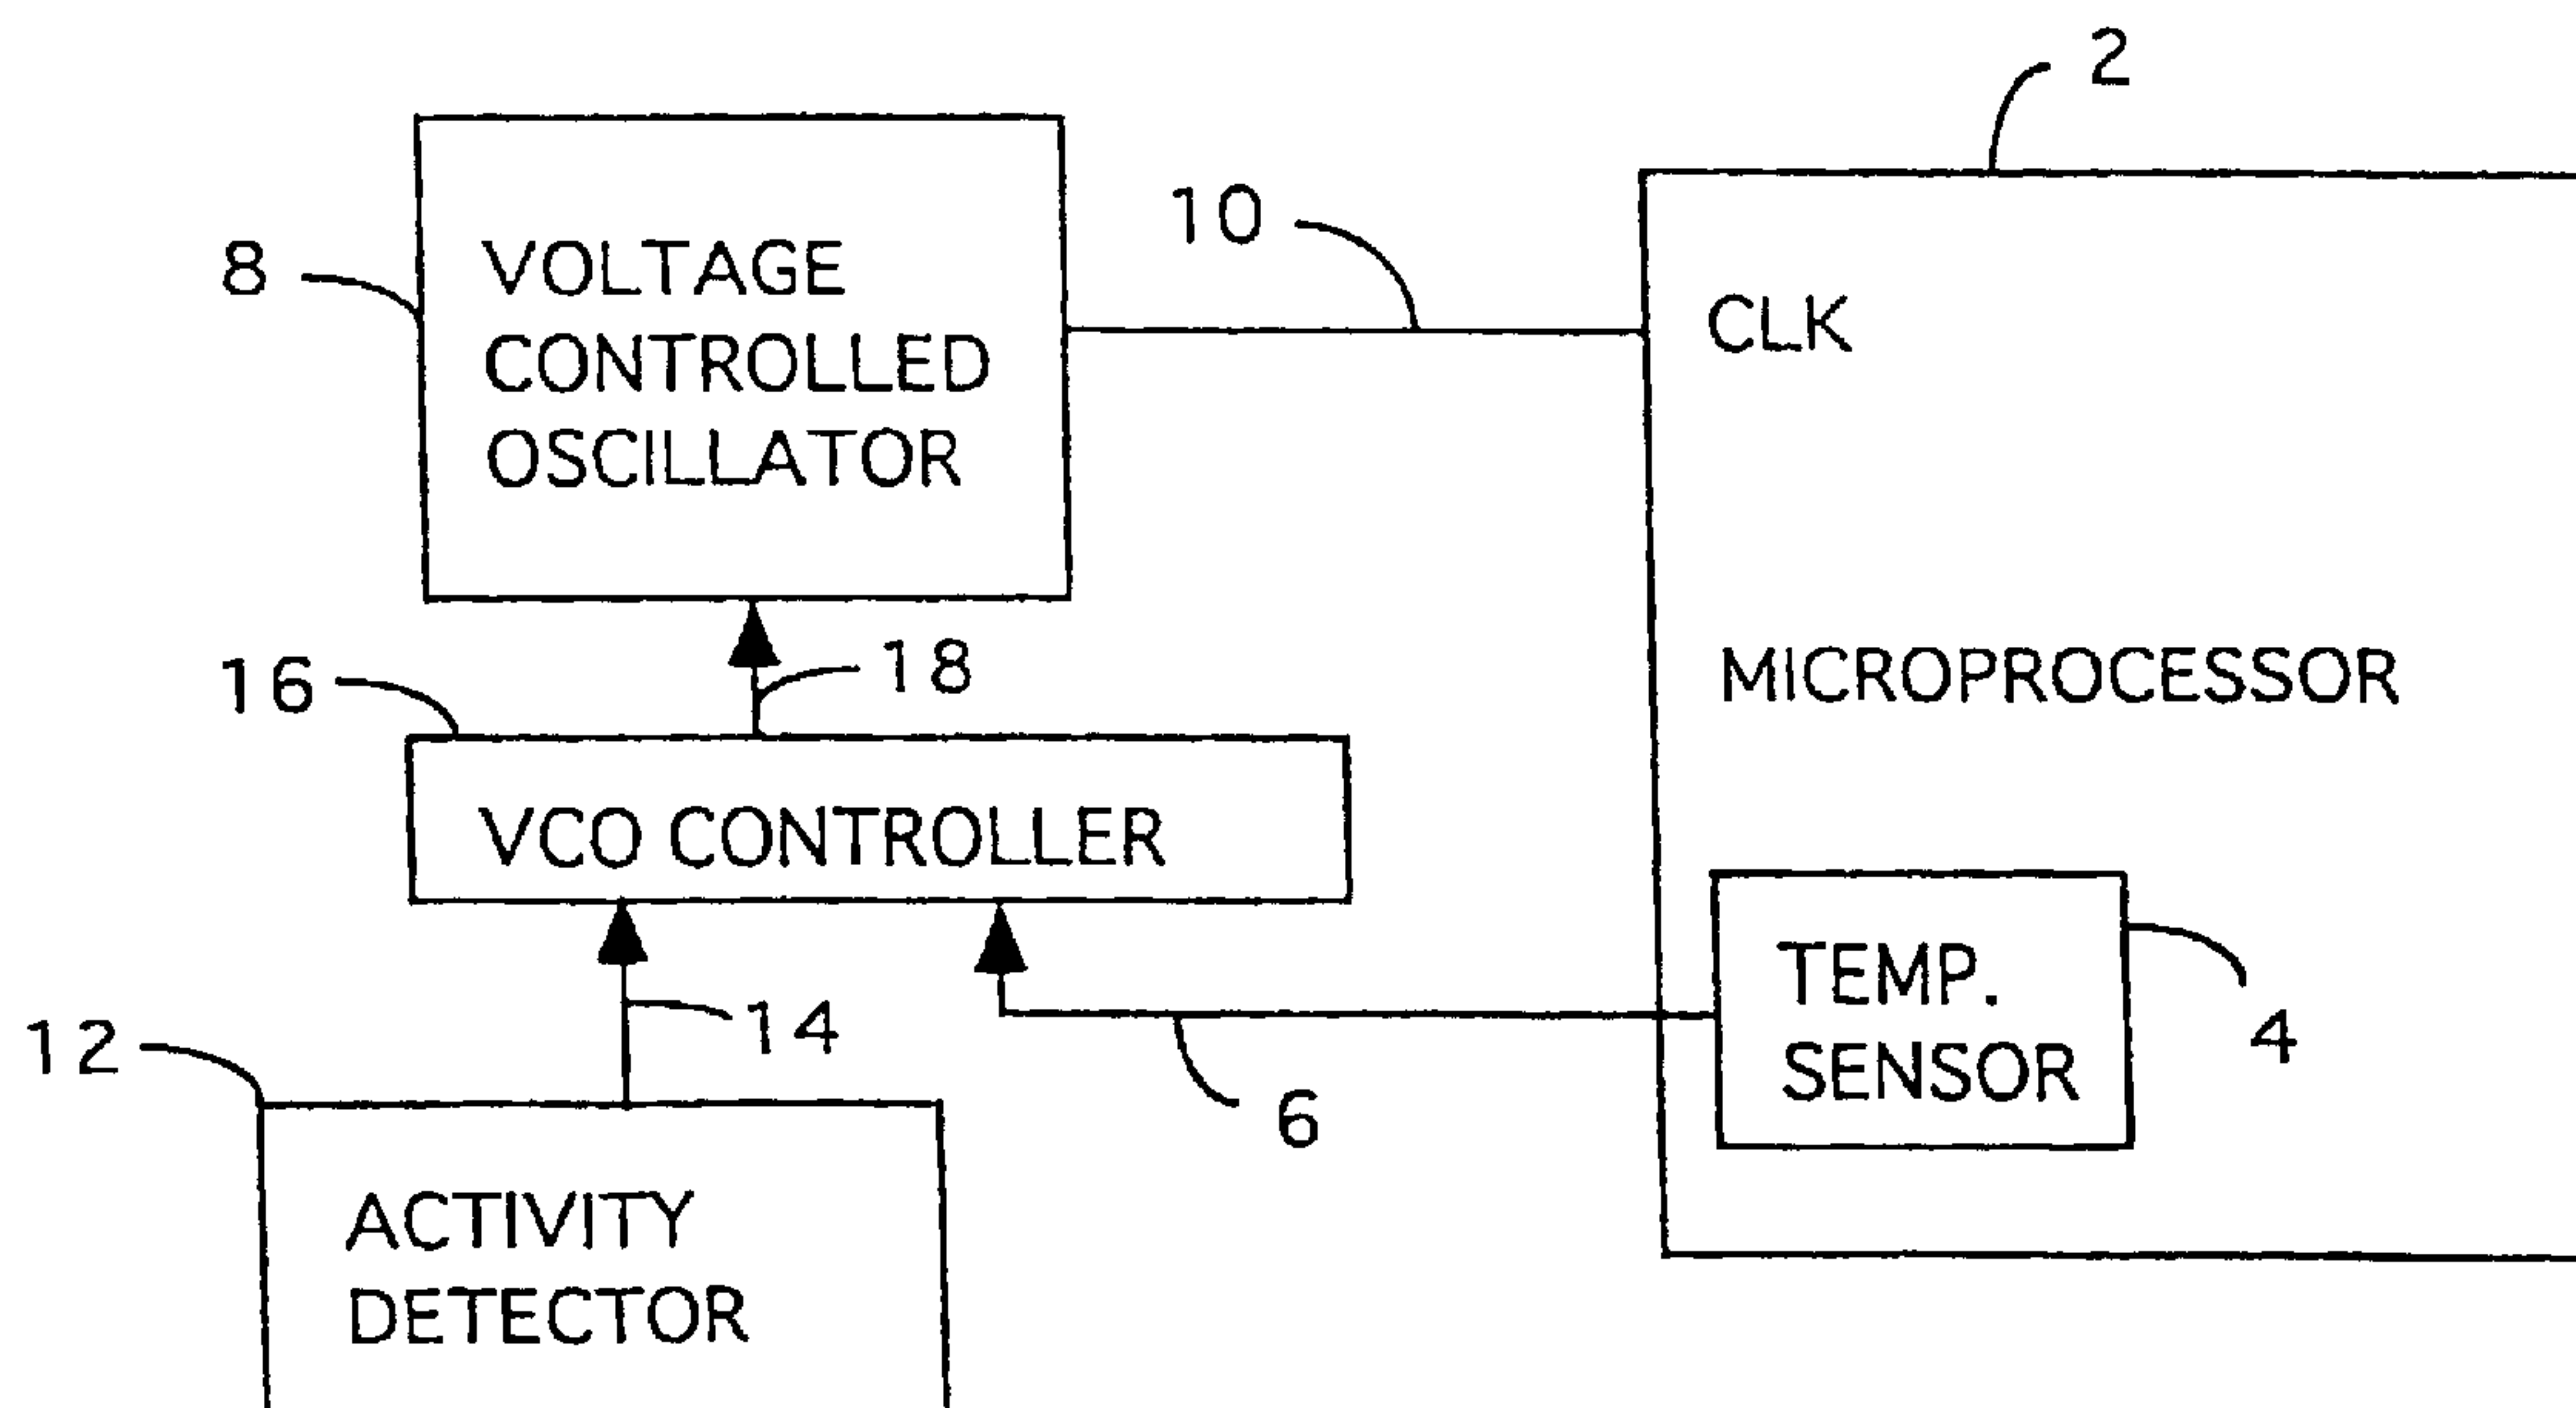 2
10
8
VOLTAGE
CONTROLLED
OSCILLATOR
CLK
18
16
MICROPROCESSOR
VCO CONTROLLER
TEMP.
SENSOR
14
12
4
6
ACTIVITY
DETECTOR